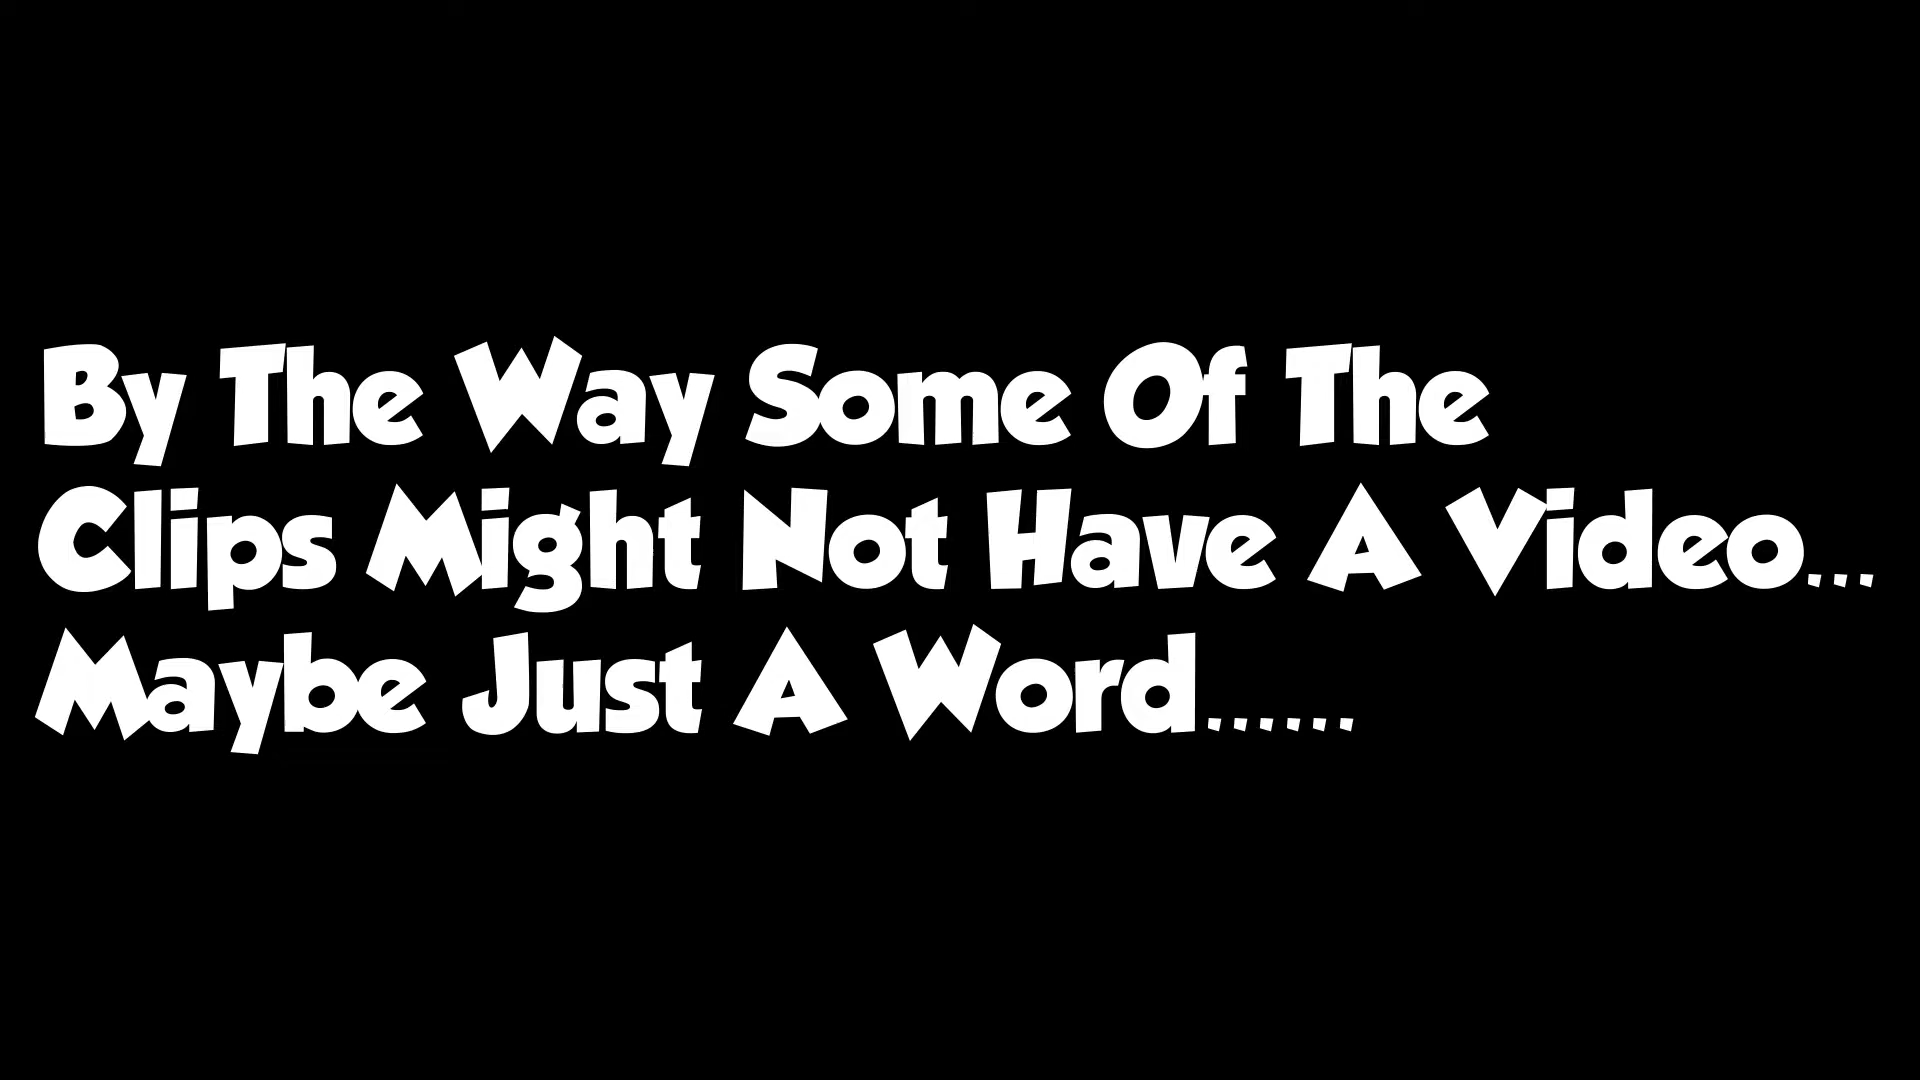 By The Way Some Of The
Clips Might Not Have A Video...
Maybe Just A Word......